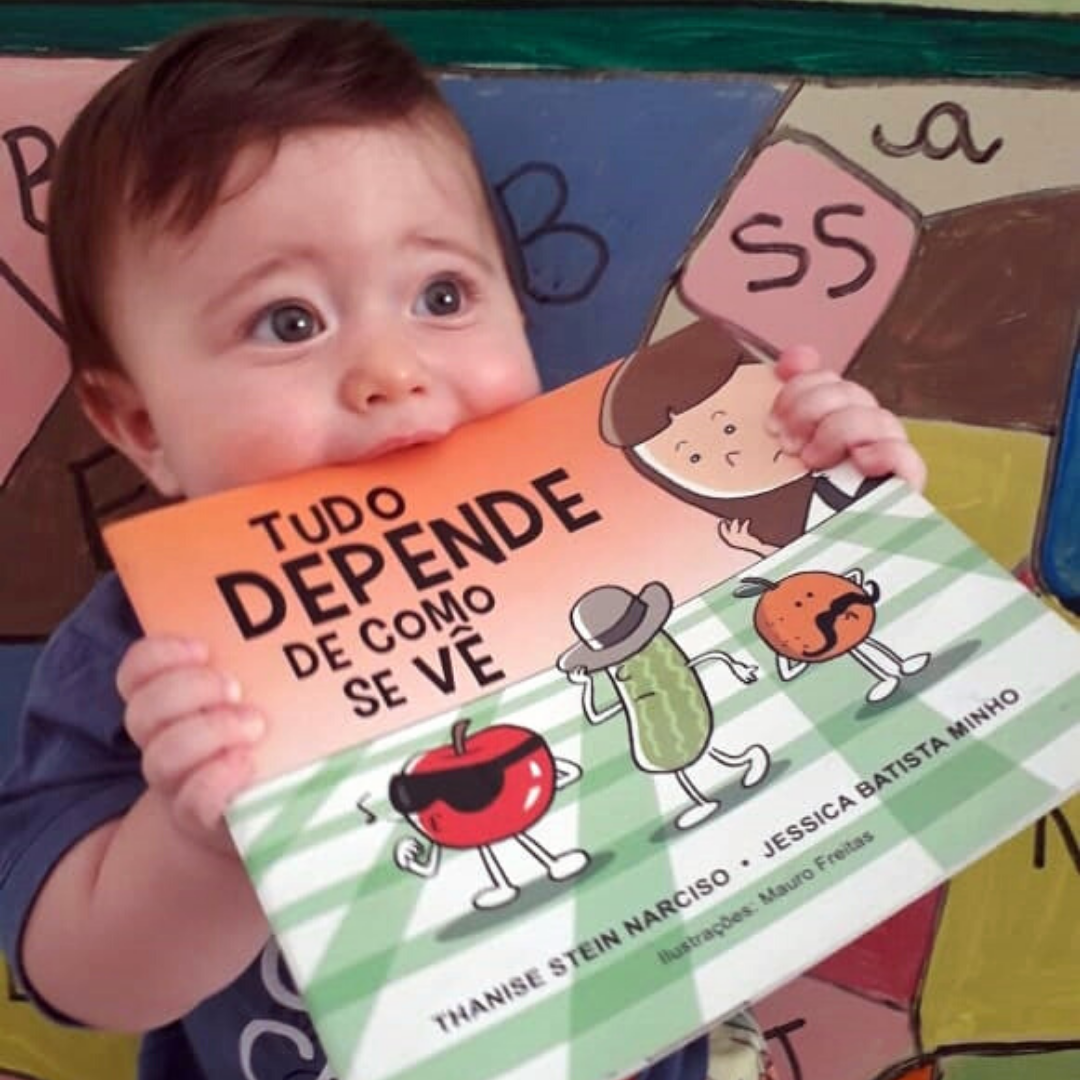 B
B
a
SS
TUDO
DEPENDE
DE COMO
SE VÊ
THANISE STEIN NARCISO • JESSICA BATISTA MINHO
Ilustrações: Mauro Freitas
N
T